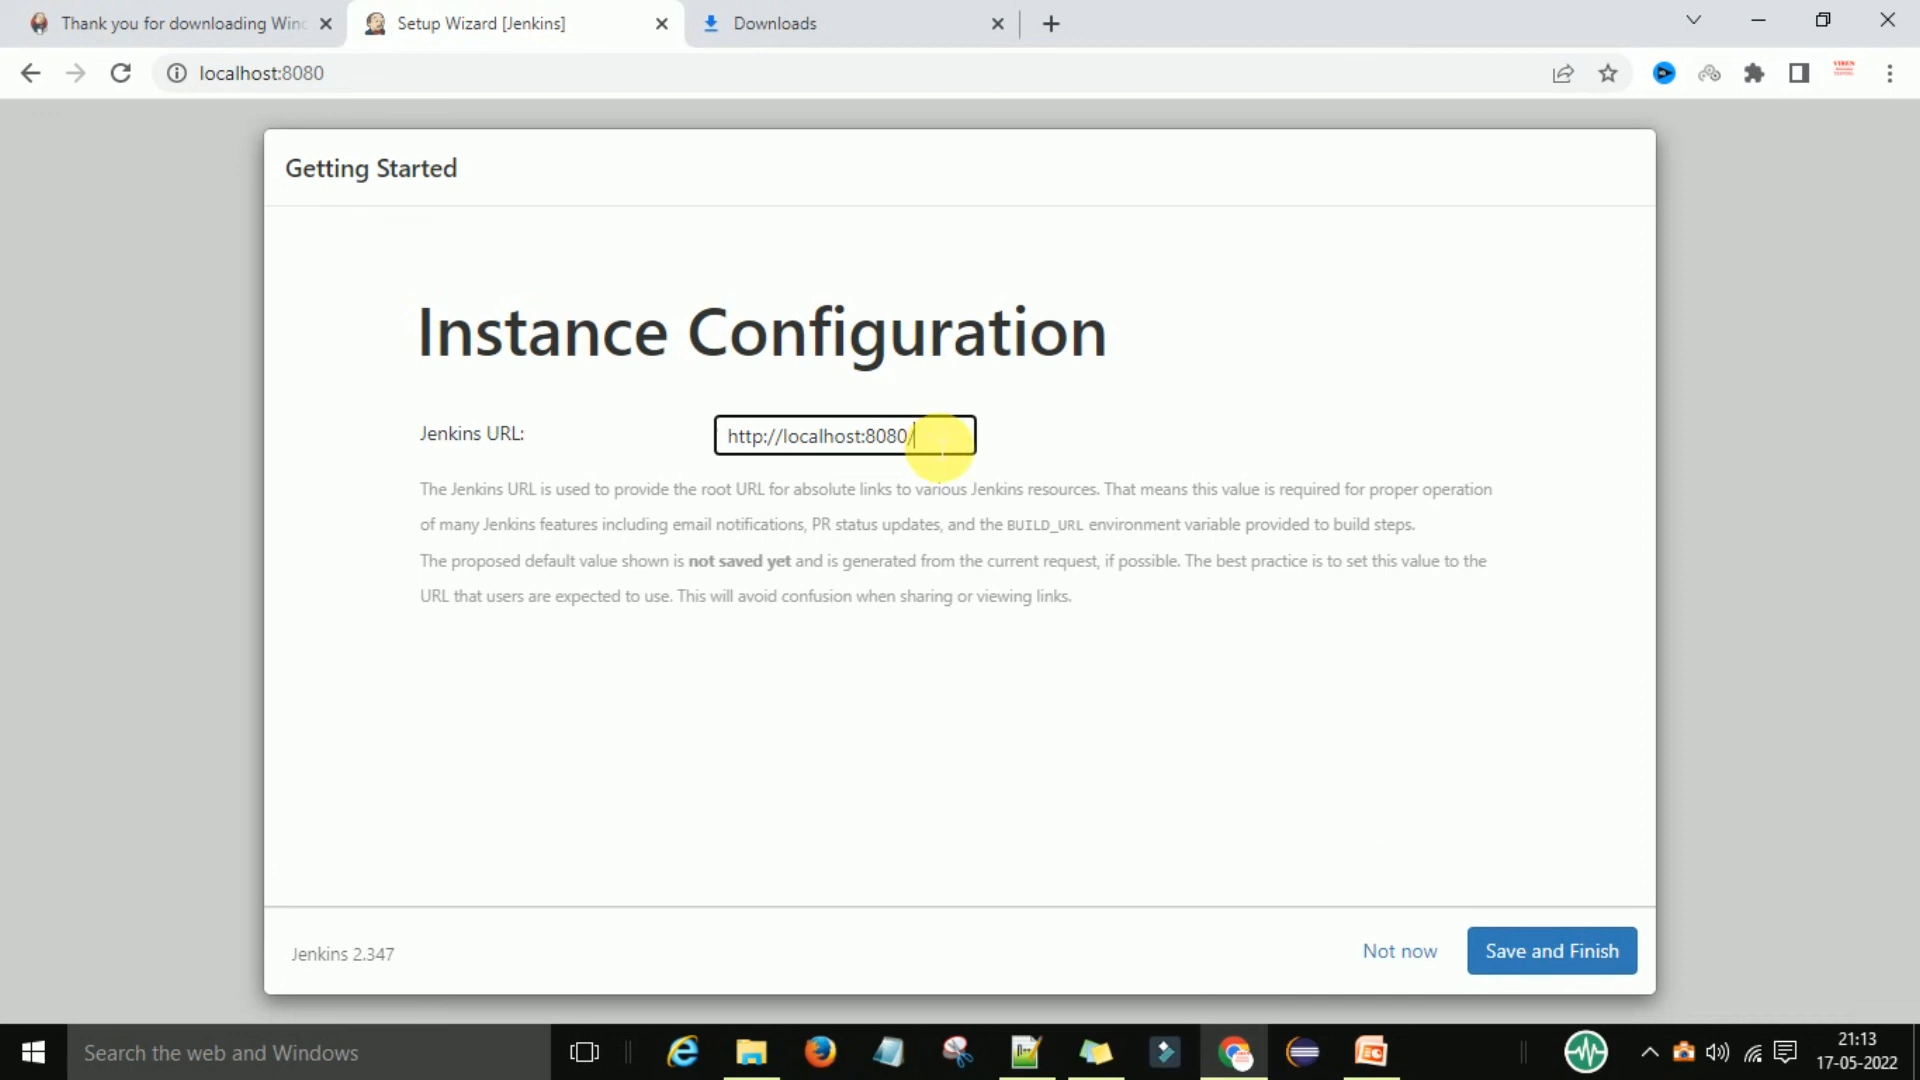 Thank you for downloading Winc
Setup Wizard [Jenkins]
Downloads
localhost:8080
VIREN
Getting Started
Instance Configuration
Jenkins URL:
http://localhost:8080/
The Jenkins URL is used to provide the root URL for absolute links to various Jenkins resources. That means this value is required for proper operation
of many Jenkins features including email notifications, PR status updates, and the BUILD_URL environment variable provided to build steps.
The proposed default value shown is not saved yet and is generated from the current request, if possible. The best practice is to set this value to the
URL that users are expected to use. This will avoid confusion when sharing or viewing links.
Jenkins 2.347
Not now
Save and Finish
Search the web and Windows
21:13
17-05-2022